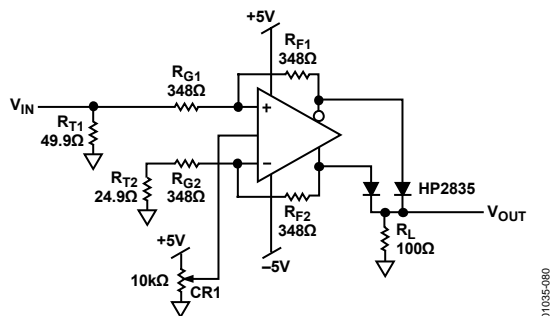 +5V
RF1
348Ω
RG1
348Ω
VIN
+
RT1
49.9Ω
−
RT2
24.9Ω
RG2
348Ω
RF2
348Ω
HP2835
VOUT
RL
100Ω
+5V
−5V
10kΩ
CR1
01035-080